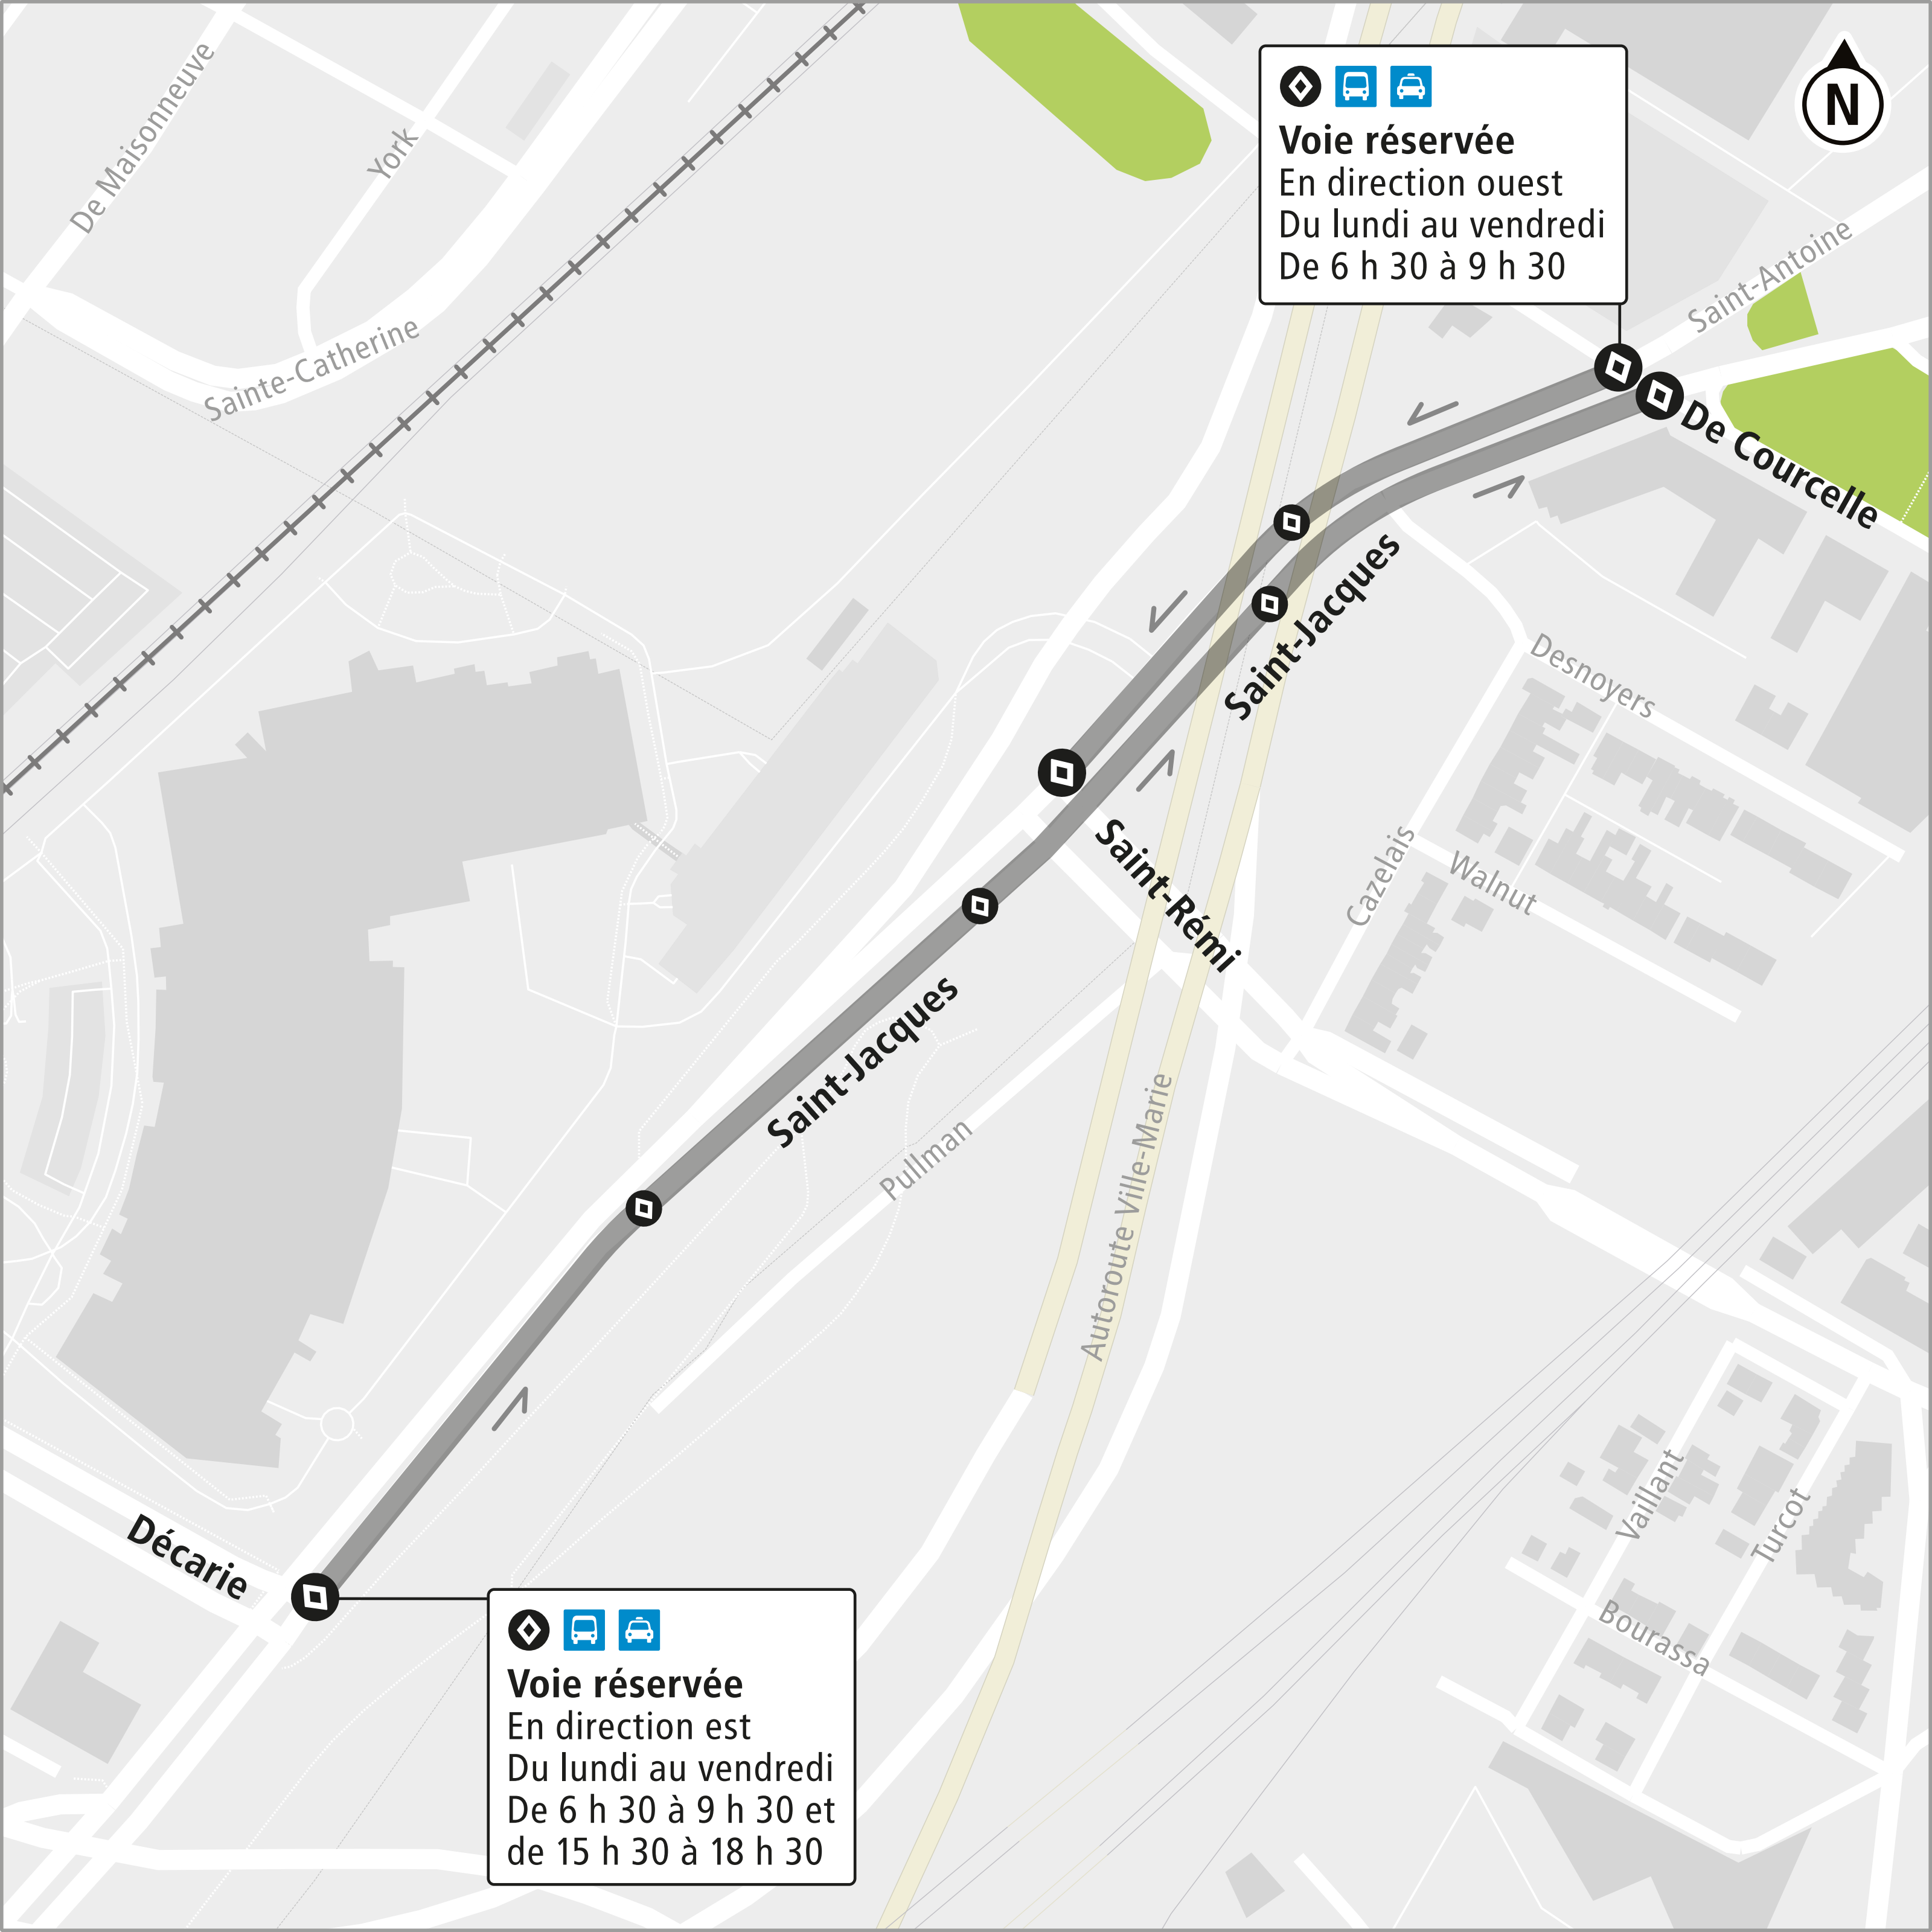 De Maisonneuve
York
Sainte-Catherine
Voie réservée
En direction ouest
Du lundi au vendredi
De 6 h 30 à 9 h 30
N
Saint-Antoine
De Courcelle
Saint-Jacques
Desnoyers
Cazelais
Walnut
Saint-Rémi
Saint-Jacques
Pullman
Autoroute Ville-Marie
Décarie
Vaillant
Turcot
Bourassa
Voie réservée
En direction est
Du lundi au vendredi
De 6 h 30 à 9 h 30 et
de 15 h 30 à 18 h 30